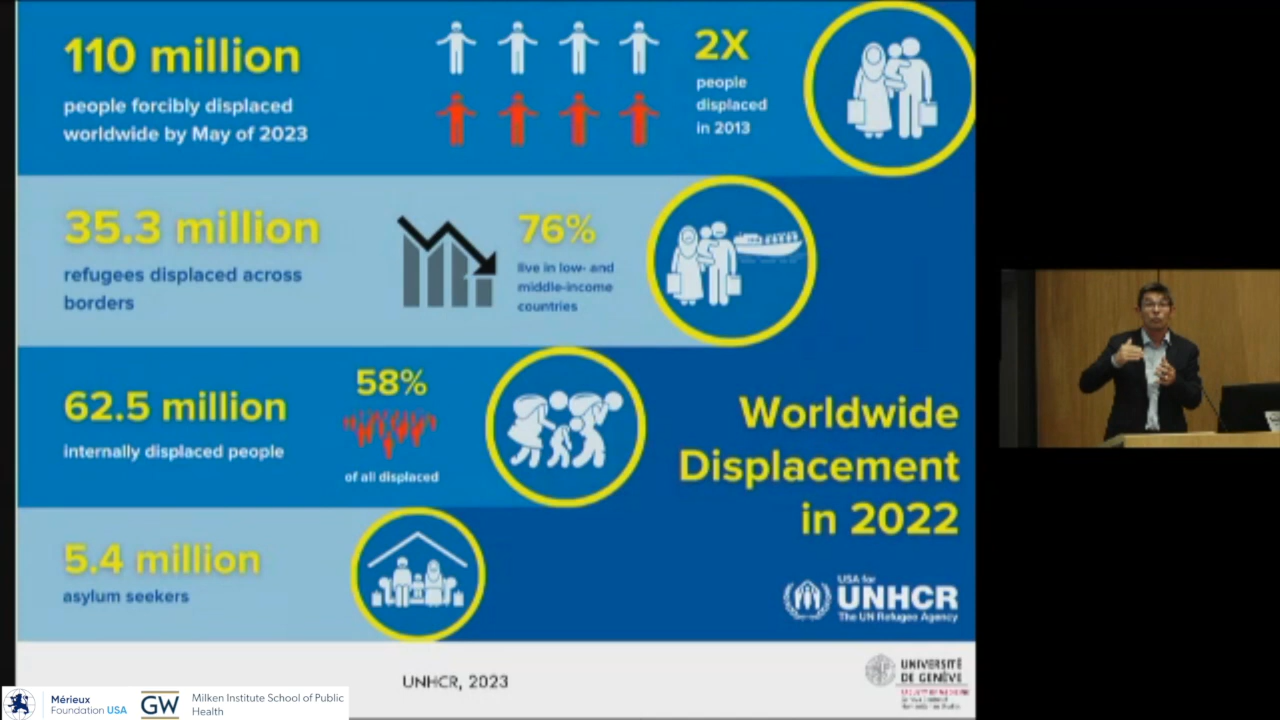 110 million
people forcibly displaced
worldwide by May of 2023
2X
people
displaced
in 2013
35.3 million
refugees displaced across
borders
76%
live in low- and
middle-income
countries
62.5 million
internally displaced people
58%
of all displaced
Worldwide
Displacement
in 2022
5.4 million
asylum seekers
USA for
UNHCR
The UN Refugee Agency
UNHCR, 2023
UNIVERSITÉ
DE GENÈVE
Mérieux
Foundation USA
GW
Milken Institute School of Public
Health